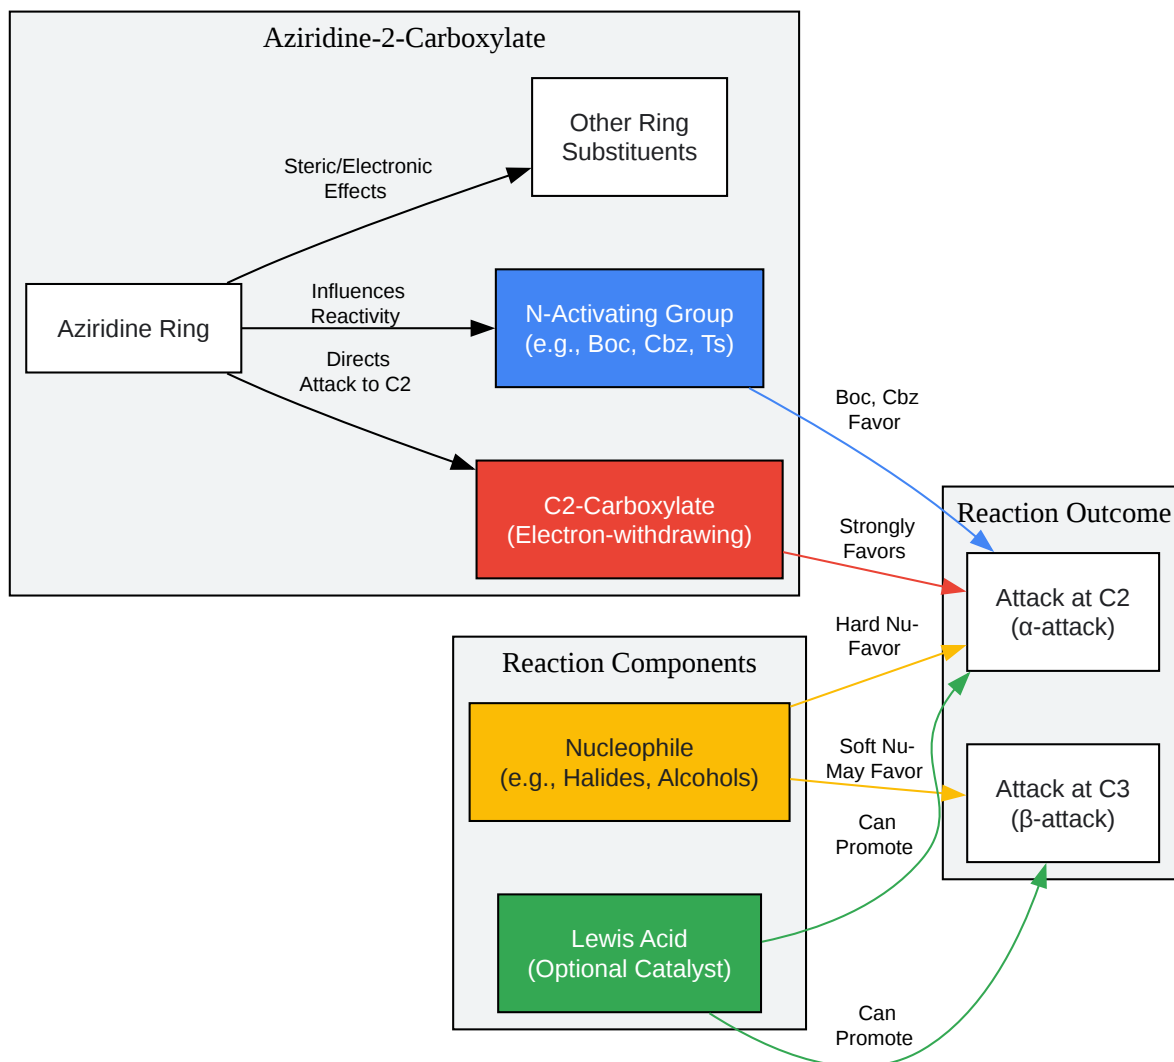 Aziridine-2-Carboxylate
Other Ring
Substituents
Steric/Electronic
Effects
Aziridine Ring
Influences
Reactivity
N-Activating Group
(e.g., Boc, Cbz, Ts)
Directs
Attack to C2
C2-Carboxylate
(Electron-withdrawing)
Boc, Cbz
Favor
Strongly
Favors
Reaction Outcome
Attack at C2
(α-attack)
Attack at C3
(β-attack)
Reaction Components
Nucleophile
(e.g., Halides, Alcohols)
Hard Nu-
Favor
Soft Nu-
May Favor
Lewis Acid
(Optional Catalyst)
Can
Promote
Can
Promote